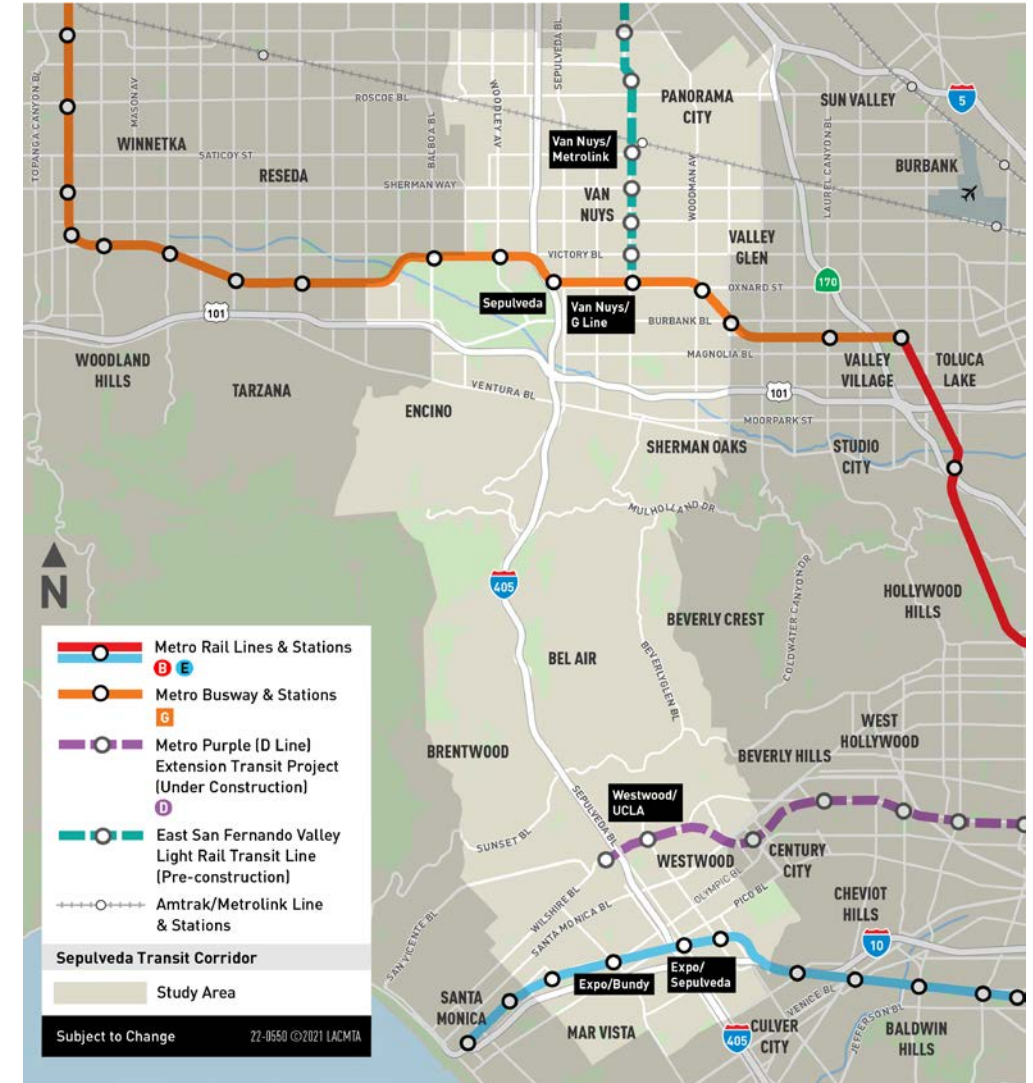 TOPANGA CANYON BL
MASON AV
WINNETKA
ROSCOE BL
SATICOY ST
RESEDA
SHERMAN WAY
BALBOA BL
WOODLEY AV
SEPULVEDA BL
PANORAMA
CITY
Van Nuys/
Metrolink
VAN
NUYS
WOODMAN AV
SUN VALLEY
5
LAUREL CANYON BL
BURBANK
VALLEY
GLEN
VICTORY BL
OXNARD ST
170
Sepulveda
Van Nuys/
G Line
BURBANK BL
MAGNOLIA BL
101
WOODLAND
HILLS
TARZANA
VENTURA BL
ENCINO
VALLEY
VILLAGE
TOLUCA
LAKE
101
MOORPARK ST
SHERMAN OAKS
STUDIO
CITY
MULHOLLAND DR
405
COLDWATER CANYON DR
HOLLYWOOD
HILLS
BEVERLY CREST
BEL AIR
BEVERLYGLEN BL
BRENTWOOD
WEST
HOLLYWOOD
BEVERLY HILLS
Westwood/
UCLA
SEPULVEDA BL
SUNSET BL
WESTWOOD
CENTURY
CITY
OLYMPIC BL
PICO BL
WILSHIRE BL
SANTA MONICA BL
SAN VICENTE BL
CHEVIOT
HILLS
10
Expo/Bundy
Expo/
Sepulveda
SANTA
MONICA
MAR VISTA
VENICE BL
405
CULVER
CITY
JEFFERSON BL
BALDWIN
HILLS
N
Metro Rail Lines & Stations
B E
Metro Busway & Stations
G
Metro Purple (D Line)
Extension Transit Project
(Under Construction)
D
East San Fernando Valley
Light Rail Transit Line
(Pre-construction)
Amtrak/Metrolink Line
& Stations
Sepulveda Transit Corridor
Study Area
Subject to Change 22-0550 ©2021 LACMTA